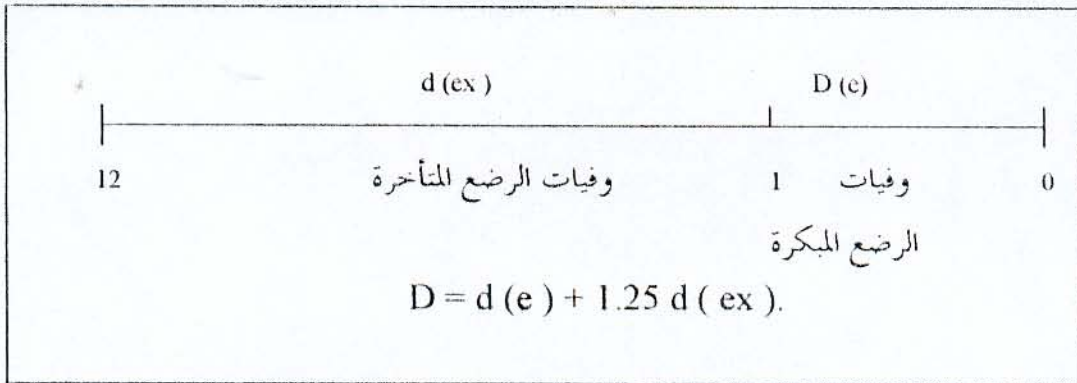 d (ex ) D (e)
0 وفيات 1 وفيات الرضع المتأخرة 12
الرضع المبكرة
D = d (e ) + 1.25 d ( ex ).